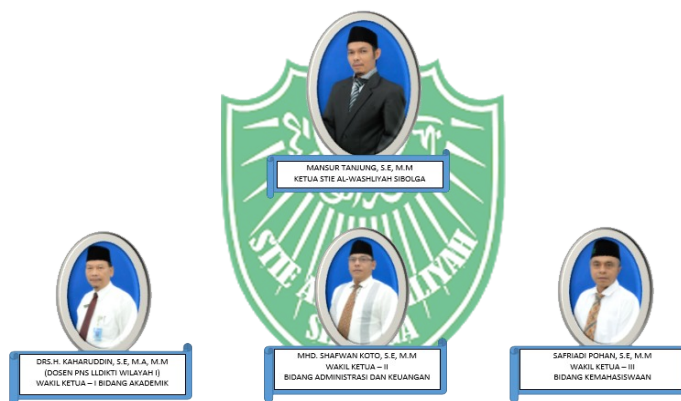 MANSUR TANJUNG, S.E, M.M
KETUA STIE AL-WASHLIYAH SIBOLGA
STIE
DRS.H. KAHARUDDIN, S.E, M.A, M.M
(DOSEN PNS LLDIKTI WILAYAH I)
WAKIL KETUA – I BIDANG AKADEMIK
MHD. SHAFWAN KOTO, S.E, M.M
WAKIL KETUA – II
BIDANG ADMINISTRASI DAN KEUANGAN
SAFRIADI POHAN, S.E, M.M
WAKIL KETUA – III
BIDANG KEMAHASISWAAN